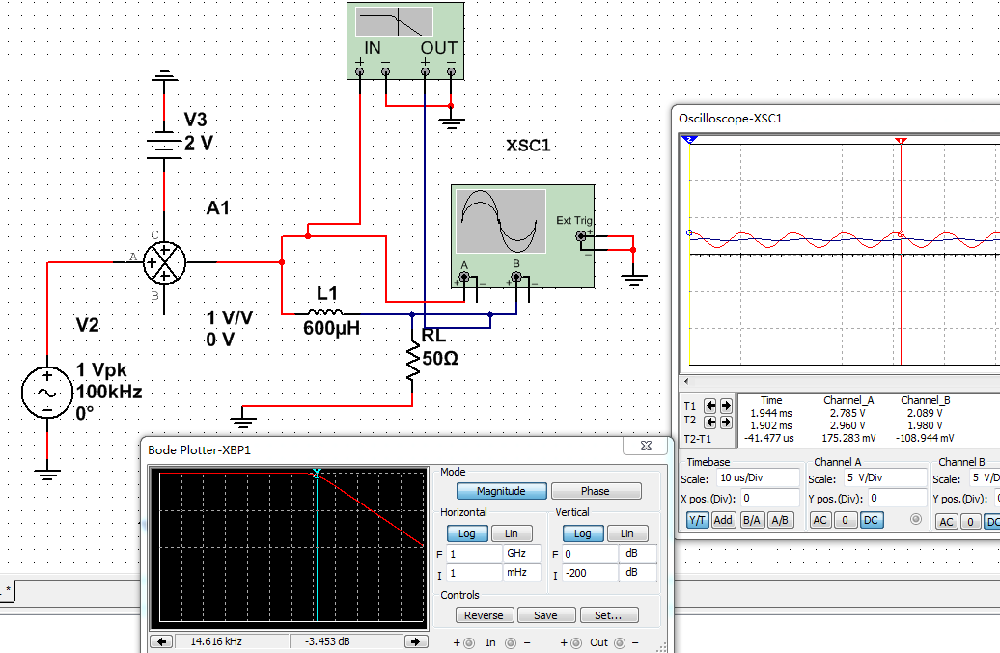 IN OUT
+ − + −
V3
2 V
XSC1
Oscilloscope-XSC1
2
1
A1
C
A
B
Ext Trig
+
−
A
B
+ − + −
L1
600µH
1 V/V
0 V
RL
50Ω
V2
1 Vpk
100kHz
0°
T1
T2
T2-T1
Time Channel_A Channel_B
1.944 ms 2.785 V 2.089 V
1.902 ms 2.960 V 1.980 V
-41.477 us 175.283 mV -108.944 mV
Timebase
Scale: 10 us/Div
X pos.(Div): 0
Y/T Add B/A A/B
Channel A
Scale: 5 V/Div
Y pos.(Div): 0
AC 0 DC
Channel B
Scale: 5 V/D
Y pos.(Div): 0
AC 0 DC
Bode Plotter-XBP1
Mode
Magnitude Phase
Horizontal Vertical
Log Lin Log Lin
F 1 GHz F 0 dB
I 1 mHz I -200 dB
Controls
Reverse Save Set...
14.616 kHz -3.453 dB
+ In − + Out −
*